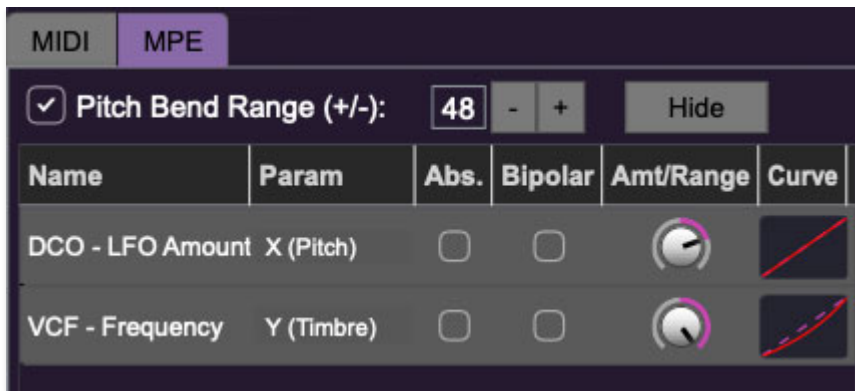 MIDI MPE
Pitch Bend Range (+/-): 48 - + Hide
Name Param Abs. Bipolar Amt/Range Curve
DCO - LFO Amount X (Pitch)
VCF - Frequency Y (Timbre)